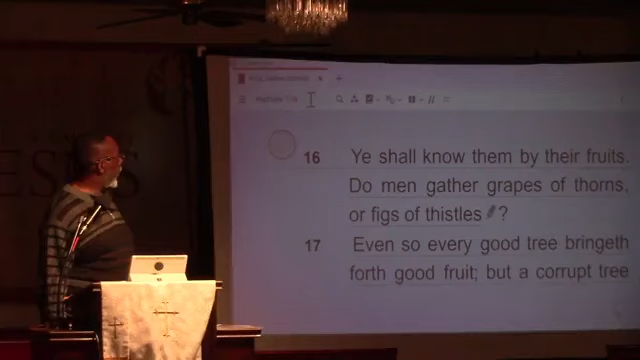 16 Ye shall know them by their fruits.
Do men gather grapes of thorns,
or figs of thistles ?
17 Even so every good tree bringeth
forth good fruit; but a corrupt tree